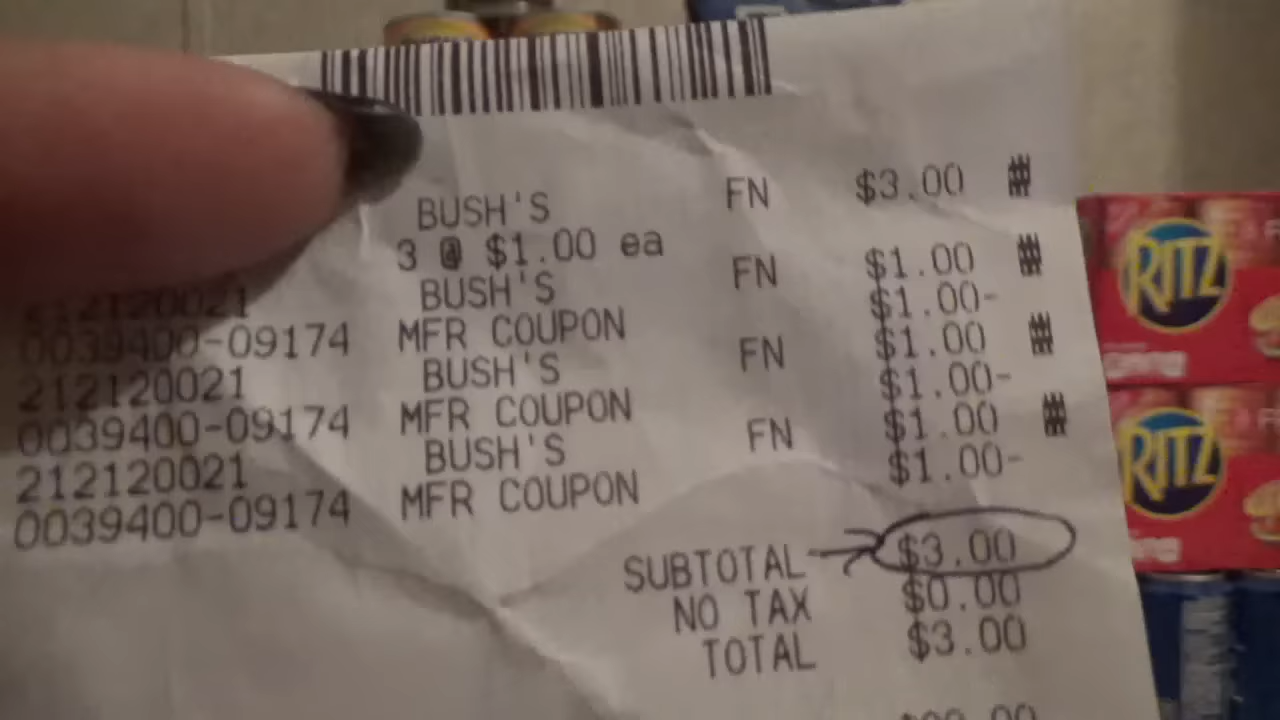 BUSH'S FN $3.00
3 @ $1.00 ea
212120021 BUSH'S FN $1.00
0039400-09174 MFR COUPON $1.00-
212120021 BUSH'S FN $1.00
0039400-09174 MFR COUPON $1.00-
212120021 BUSH'S FN $1.00
0039400-09174 MFR COUPON $1.00-
SUBTOTAL $3.00
NO TAX $0.00
TOTAL $3.00
RITZ
RITZ